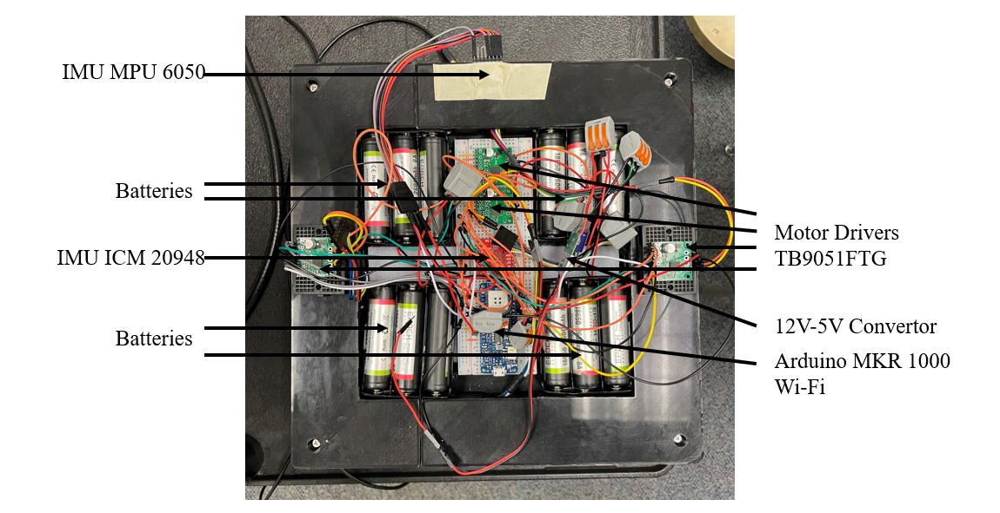 IMU MPU 6050
Batteries
IMU ICM 20948
Batteries
Motor Drivers
TB9051FTG
12V-5V Convertor
Arduino MKR 1000
Wi-Fi